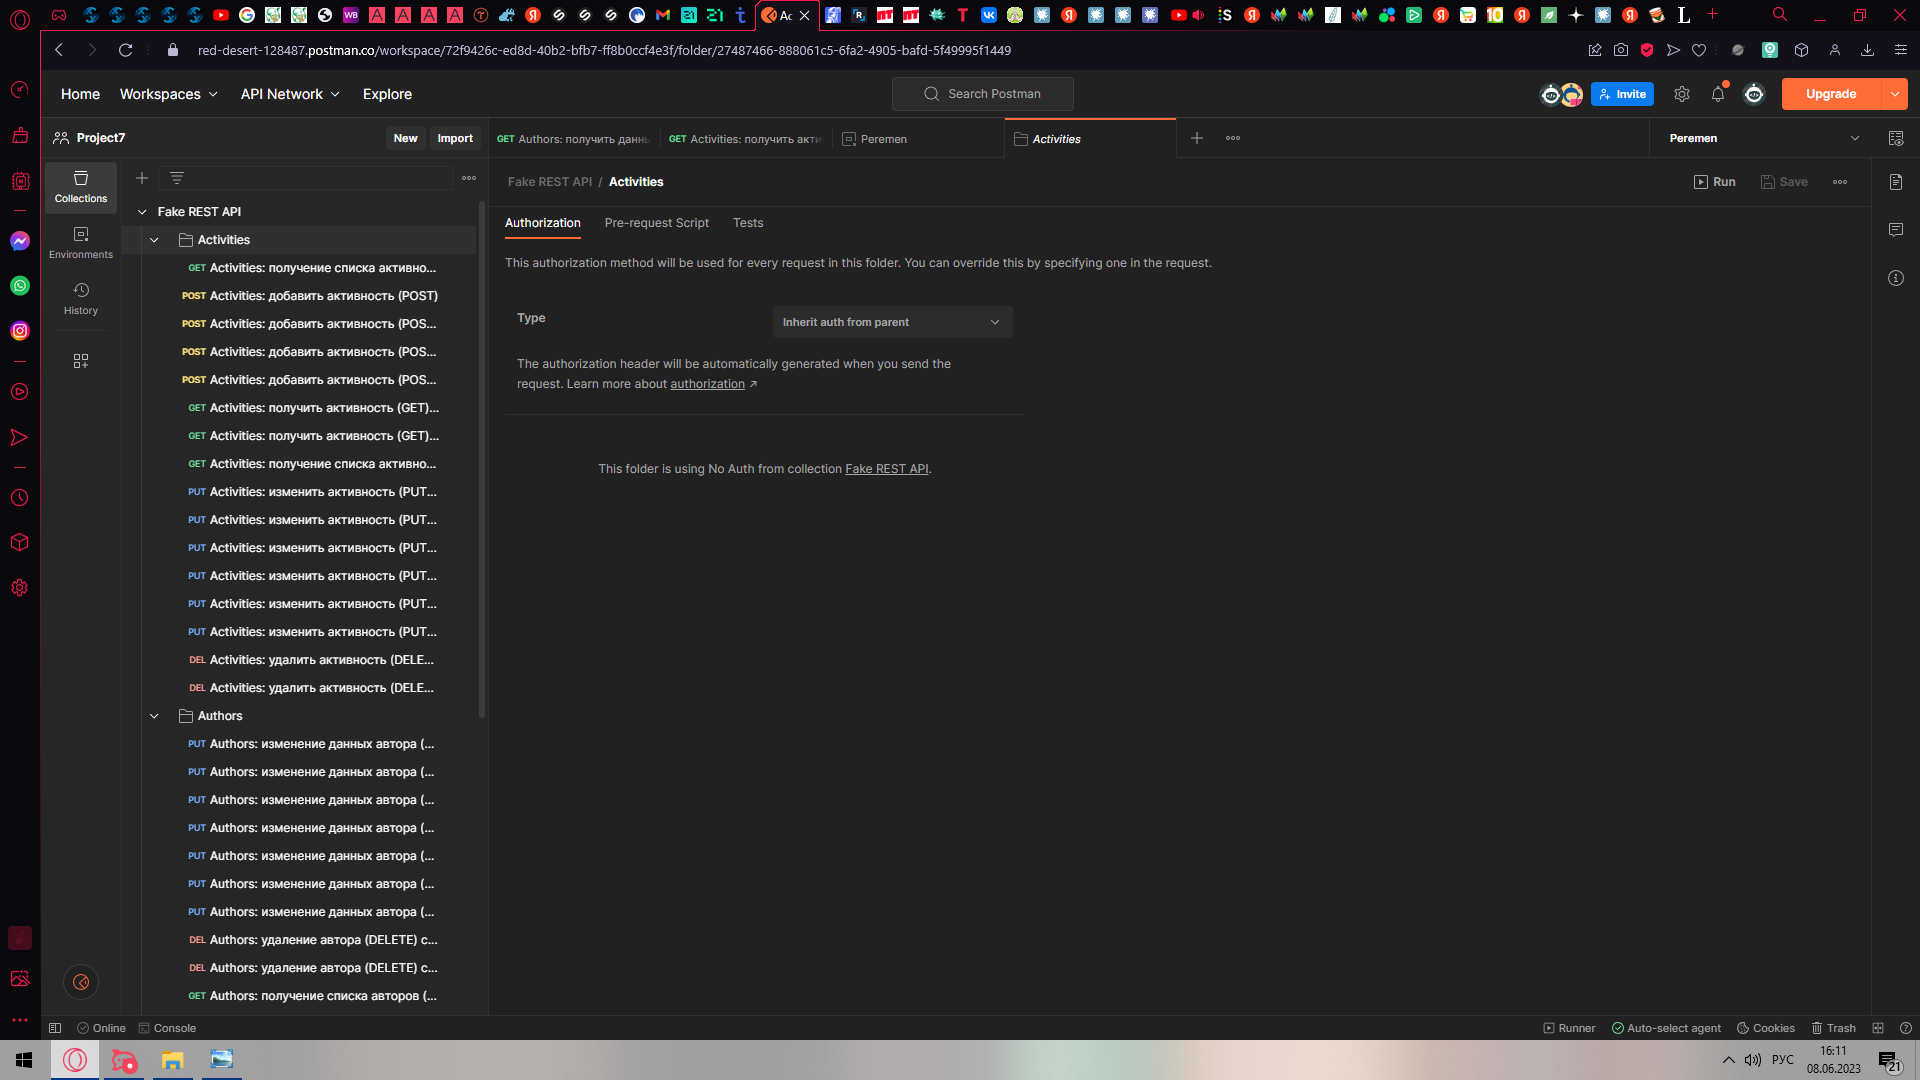 Ac
red-desert-128487.postman.co/workspace/72f9426c-ed8d-40b2-bfb7-ff8b0ccf4e3f/folder/27487466-888061c5-6fa2-4905-bafd-5f49995f1449
Home
Workspaces
API Network
Explore
Search Postman
Invite
Upgrade
Project7
New
Import
GET Authors: получить даннь
GET Activities: получить акти
Peremen
Activities
Peremen
Collections
Environments
History
Fake REST API
Activities
GET Activities: получение списка активно...
POST Activities: добавить активность (POST)
POST Activities: добавить активность (POS...
POST Activities: добавить активность (POS...
POST Activities: добавить активность (POS...
GET Activities: получить активность (GET)...
GET Activities: получить активность (GET)...
GET Activities: получение списка активно...
PUT Activities: изменить активность (PUT...
PUT Activities: изменить активность (PUT...
PUT Activities: изменить активность (PUT...
PUT Activities: изменить активность (PUT...
PUT Activities: изменить активность (PUT...
PUT Activities: изменить активность (PUT...
DEL Activities: удалить активность (DELE...
DEL Activities: удалить активность (DELE...
Authors
PUT Authors: изменение данных автора (...
PUT Authors: изменение данных автора (...
PUT Authors: изменение данных автора (...
PUT Authors: изменение данных автора (...
PUT Authors: изменение данных автора (...
PUT Authors: изменение данных автора (...
PUT Authors: изменение данных автора (...
DEL Authors: удаление автора (DELETE) с...
DEL Authors: удаление автора (DELETE) с...
GET Authors: получение списка авторов (...
Fake REST API / Activities
Run
Save
Authorization
Pre-request Script
Tests
This authorization method will be used for every request in this folder. You can override this by specifying one in the request.
Type
Inherit auth from parent
The authorization header will be automatically generated when you send the
request. Learn more about authorization ↗
This folder is using No Auth from collection Fake REST API.
Online
Console
Runner
Auto-select agent
Cookies
Trash
РУС
16:11
08.06.2023
21